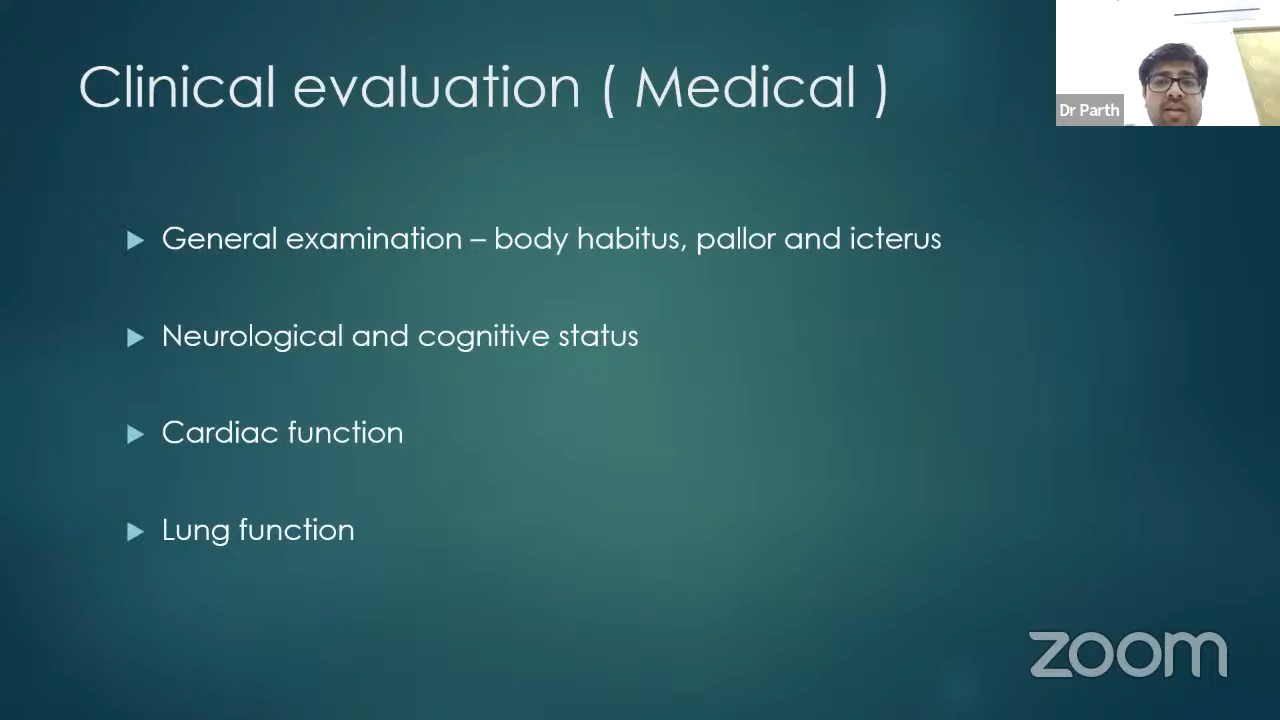 Clinical evaluation ( Medical )
Dr Parth
General examination – body habitus, pallor and icterus
Neurological and cognitive status
Cardiac function
Lung function
zoom